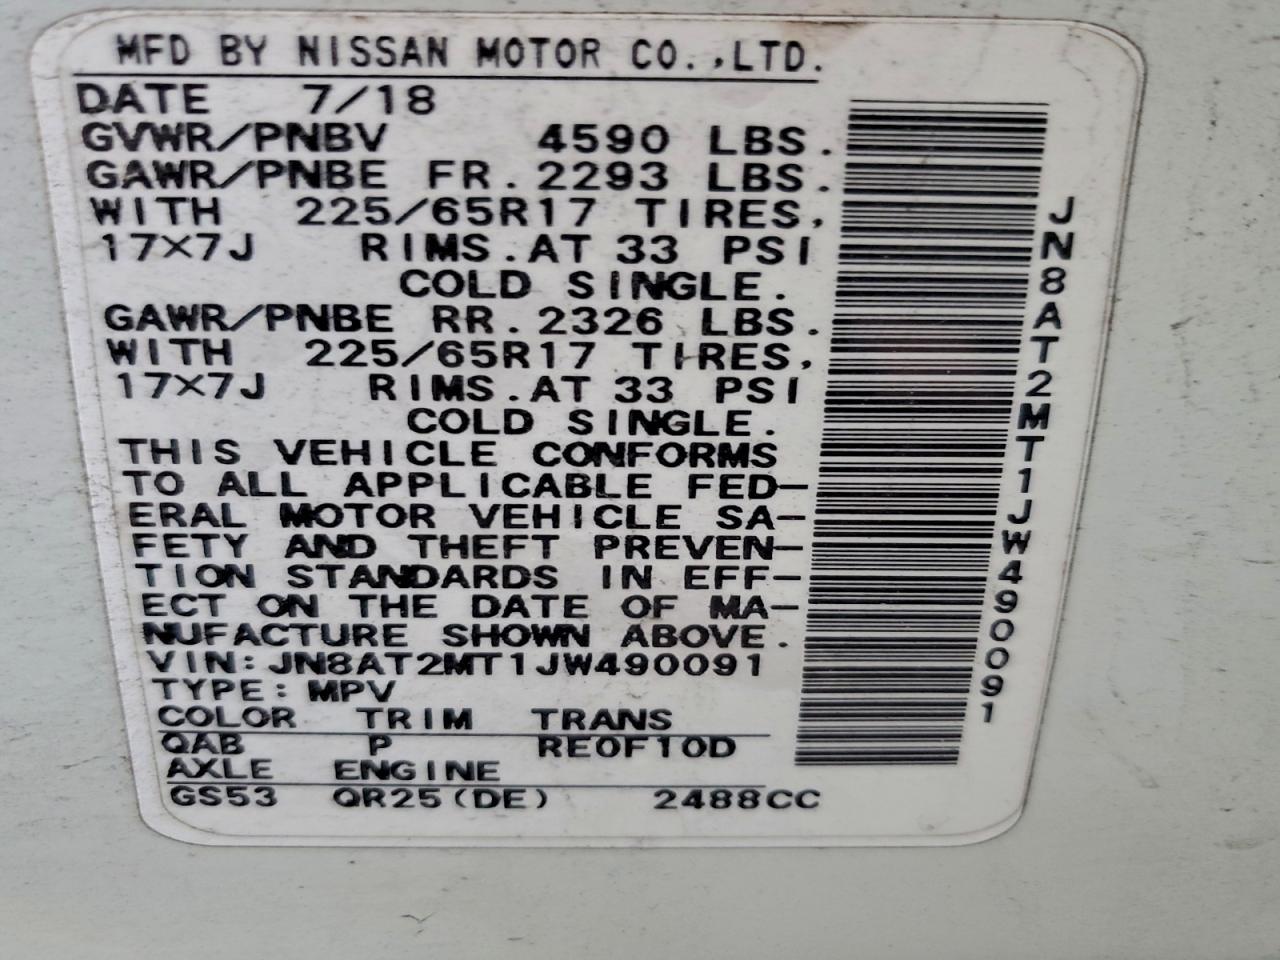 MFD BY NISSAN MOTOR CO.,LTD.
DATE 7/18
GVWR/PNBV 4590 LBS.
GAWR/PNBE FR.2293 LBS.
WITH 225/65R17 TIRES,
17X7J RIMS.AT 33 PSI
COLD SINGLE.
GAWR/PNBE RR.2326 LBS.
WITH 225/65R17 TIRES,
17X7J RIMS.AT 33 PSI
COLD SINGLE.
THIS VEHICLE CONFORMS
TO ALL APPLICABLE FED-
ERAL MOTOR VEHICLE SA-
FETY AND THEFT PREVEN-
TION STANDARDS IN EFF-
ECT ON THE DATE OF MA-
NUFACTURE SHOWN ABOVE.
VIN:JN8AT2MT1JW490091
TYPE:MPV
COLOR TRIM TRANS
QAB P RE0F10D
AXLE ENGINE
GS53 QR25(DE) 2488CC
JN8AT2MT1JW490091